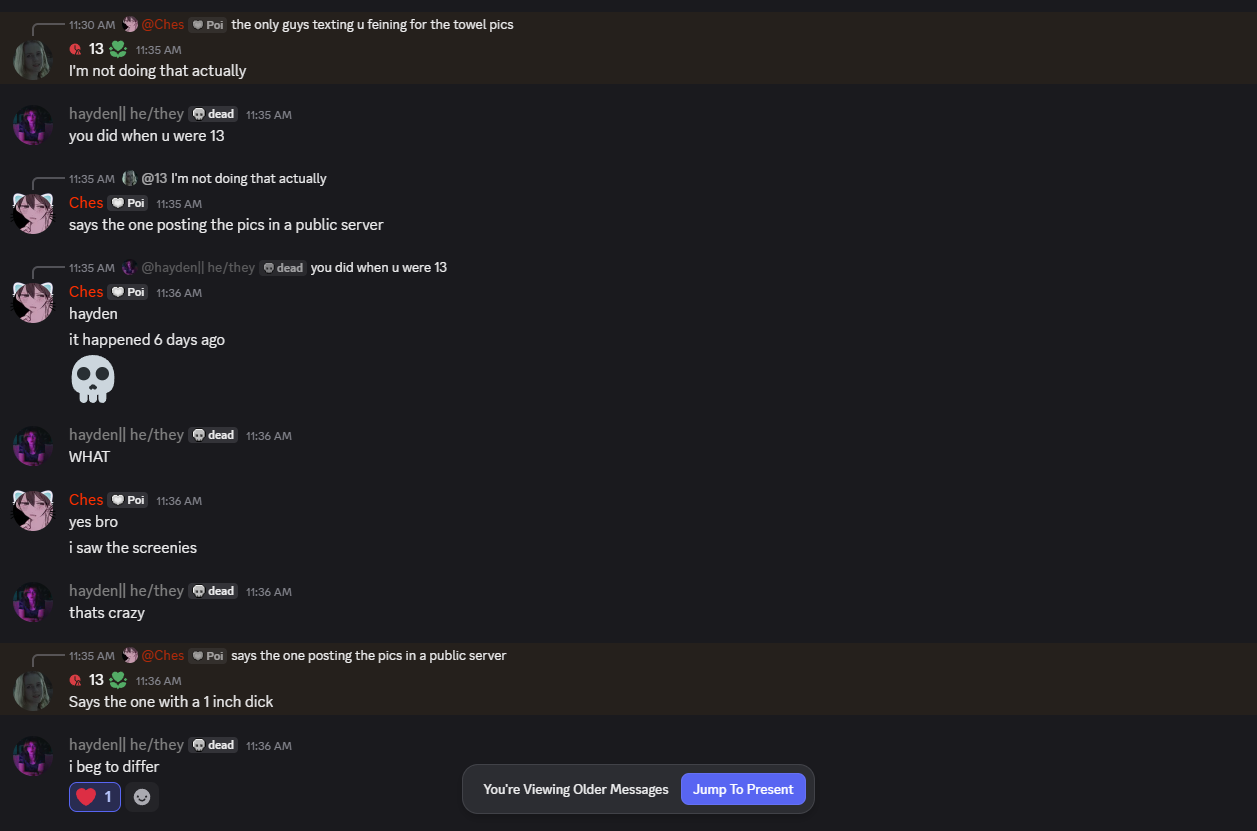 11:30 AM @Ches Poi the only guys texting u feining for the towel pics
13 11:35 AM
I'm not doing that actually
hayden|| he/they dead 11:35 AM
you did when u were 13
11:35 AM @13 I'm not doing that actually
Ches Poi 11:35 AM
says the one posting the pics in a public server
11:35 AM @hayden|| he/they dead you did when u were 13
Ches Poi 11:36 AM
hayden
it happened 6 days ago
hayden|| he/they dead 11:36 AM
WHAT
Ches Poi 11:36 AM
yes bro
i saw the screenies
hayden|| he/they dead 11:36 AM
thats crazy
11:35 AM @Ches Poi says the one posting the pics in a public server
13 11:36 AM
Says the one with a 1 inch dick
hayden|| he/they dead 11:36 AM
i beg to differ
1
You're Viewing Older Messages Jump To Present